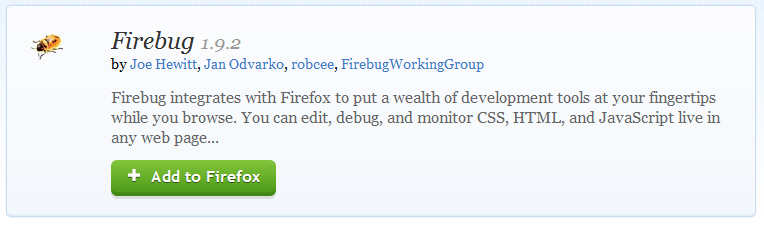 Firebug 1.9.2
by Joe Hewitt, Jan Odvarko, robcee, FirebugWorkingGroup
Firebug integrates with Firefox to put a wealth of development tools at your fingertips
while you browse. You can edit, debug, and monitor CSS, HTML, and JavaScript live in
any web page...
+ Add to Firefox